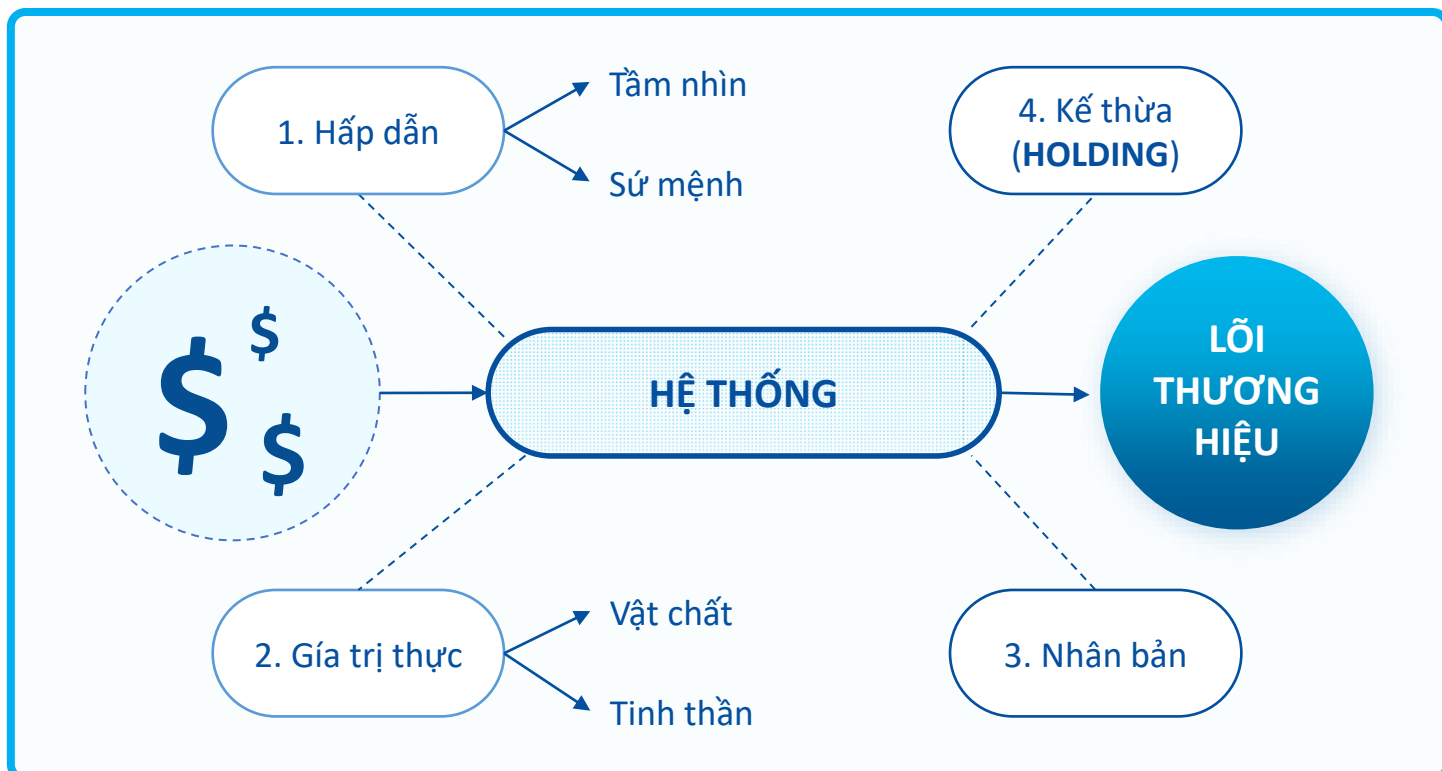 1. Hấp dẫn
Tầm nhìn
Sứ mệnh
4. Kế thừa
(HOLDING)
$
$
$
HỆ THỐNG
LÕI
THƯƠNG
HIỆU
2. Gía trị thực
Vật chất
Tinh thần
3. Nhân bản